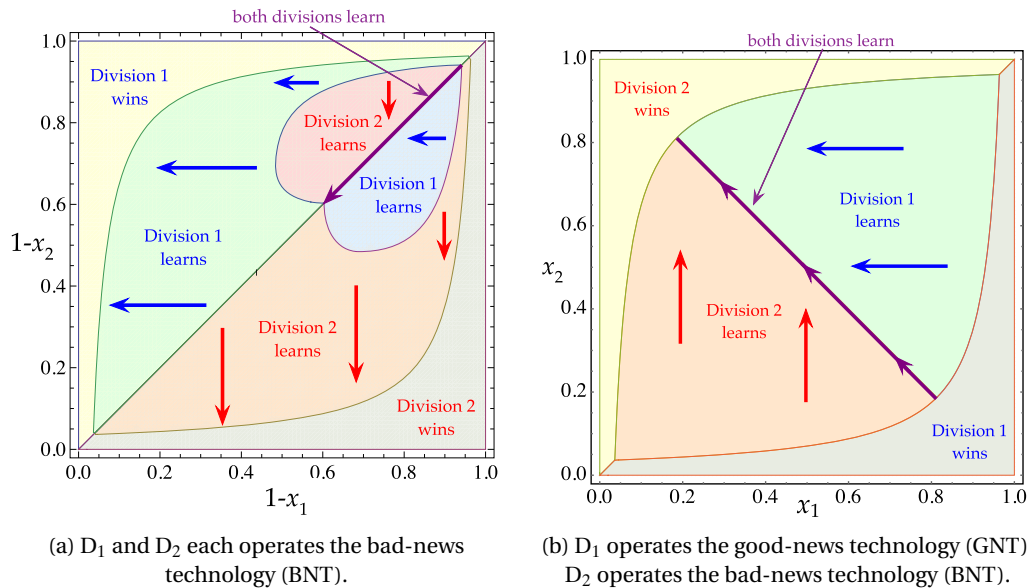 both divisions learn
1.0
0.8
0.6
0.4
0.2
0.0
1-x₂
Division 1
wins
Division 2
learns
Division 1
learns
Division 1
learns
Division 2
learns
Division 2
wins
0.0 0.2 0.4 0.6 0.8 1.0
1-x₁
(a) D₁ and D₂ each operates the bad-news
technology (BNT).
both divisions learn
1.0
0.8
0.6
0.4
0.2
0.0
x₂
Division 2
wins
Division 1
learns
Division 2
learns
Division 1
wins
0.0 0.2 0.4 0.6 0.8 1.0
x₁
(b) D₁ operates the good-news technology (GNT)
D₂ operates the bad-news technology (BNT).